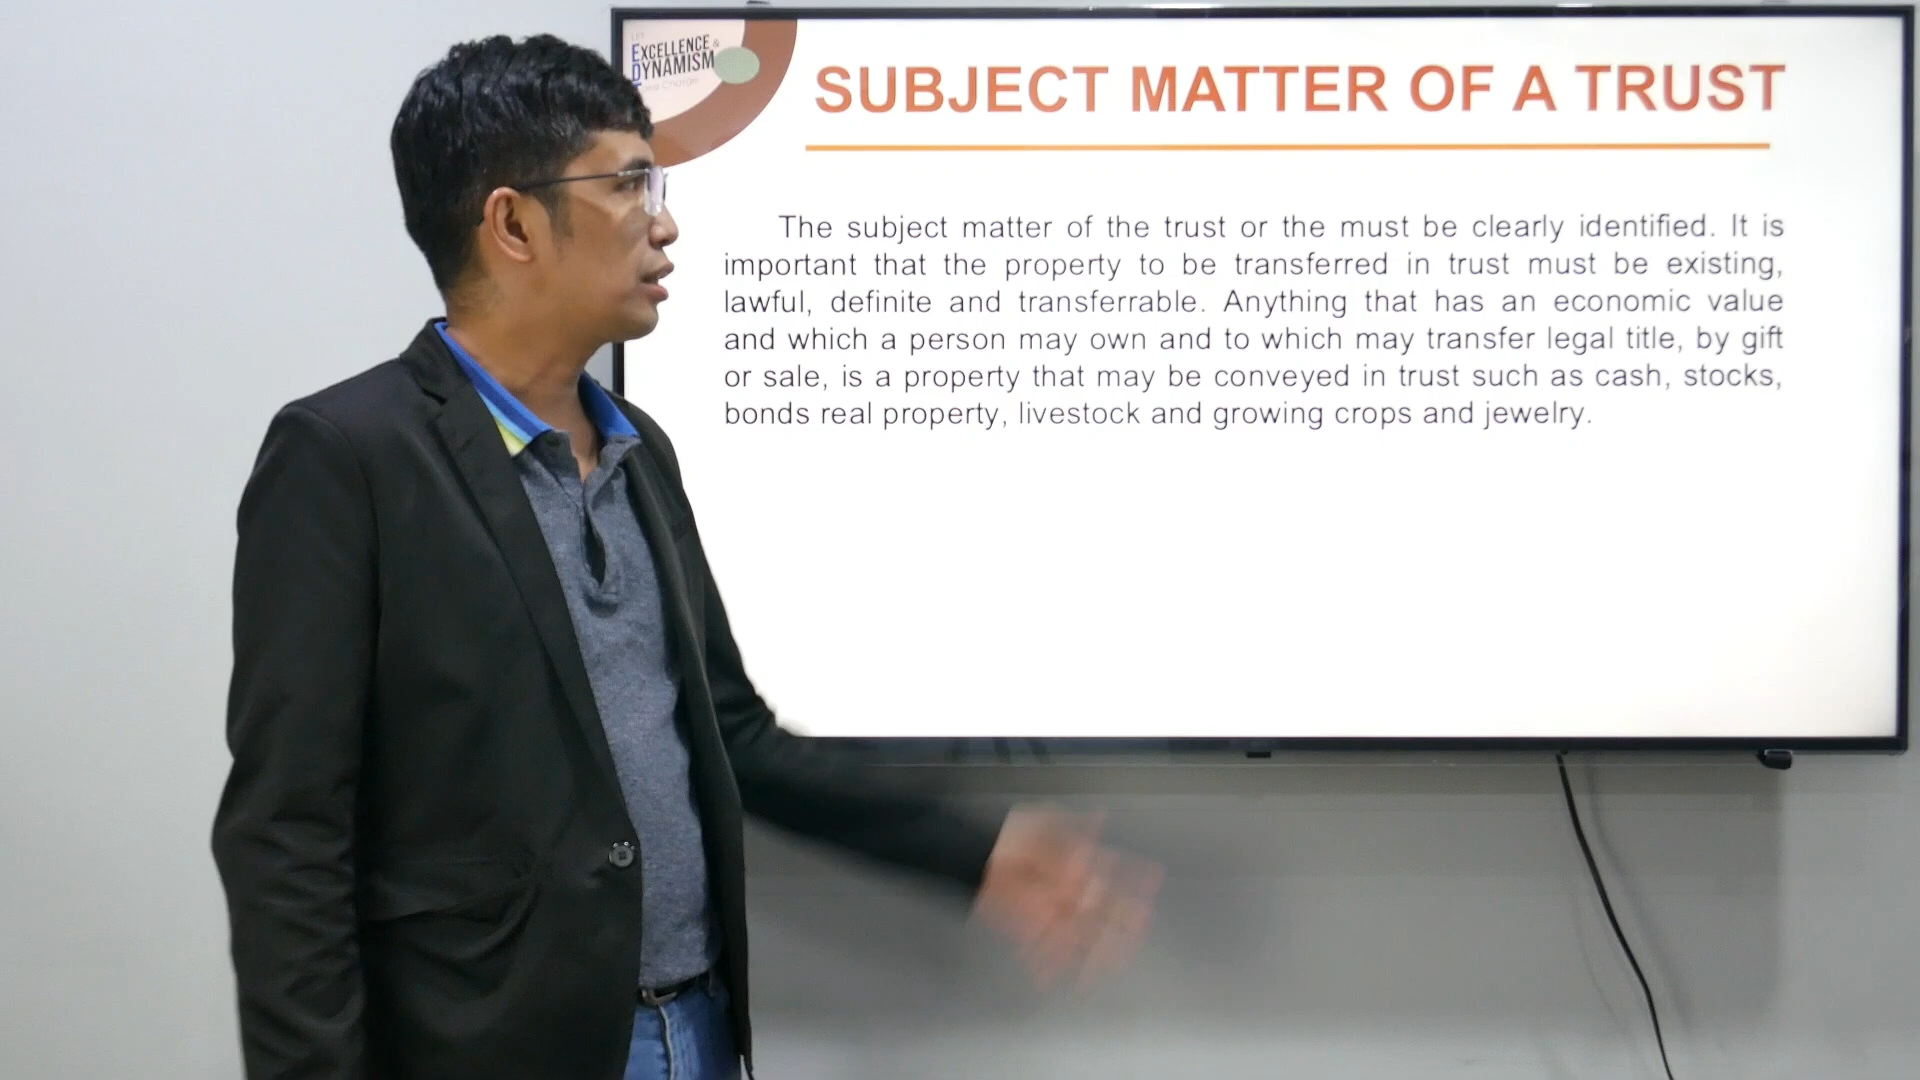 EXCELLENCE &
DYNAMISM
SUBJECT MATTER OF A TRUST
The subject matter of the trust or the must be clearly identified. It is
important that the property to be transferred in trust must be existing,
lawful, definite and transferrable. Anything that has an economic value
and which a person may own and to which may transfer legal title, by gift
or sale, is a property that may be conveyed in trust such as cash, stocks,
bonds real property, livestock and growing crops and jewelry.